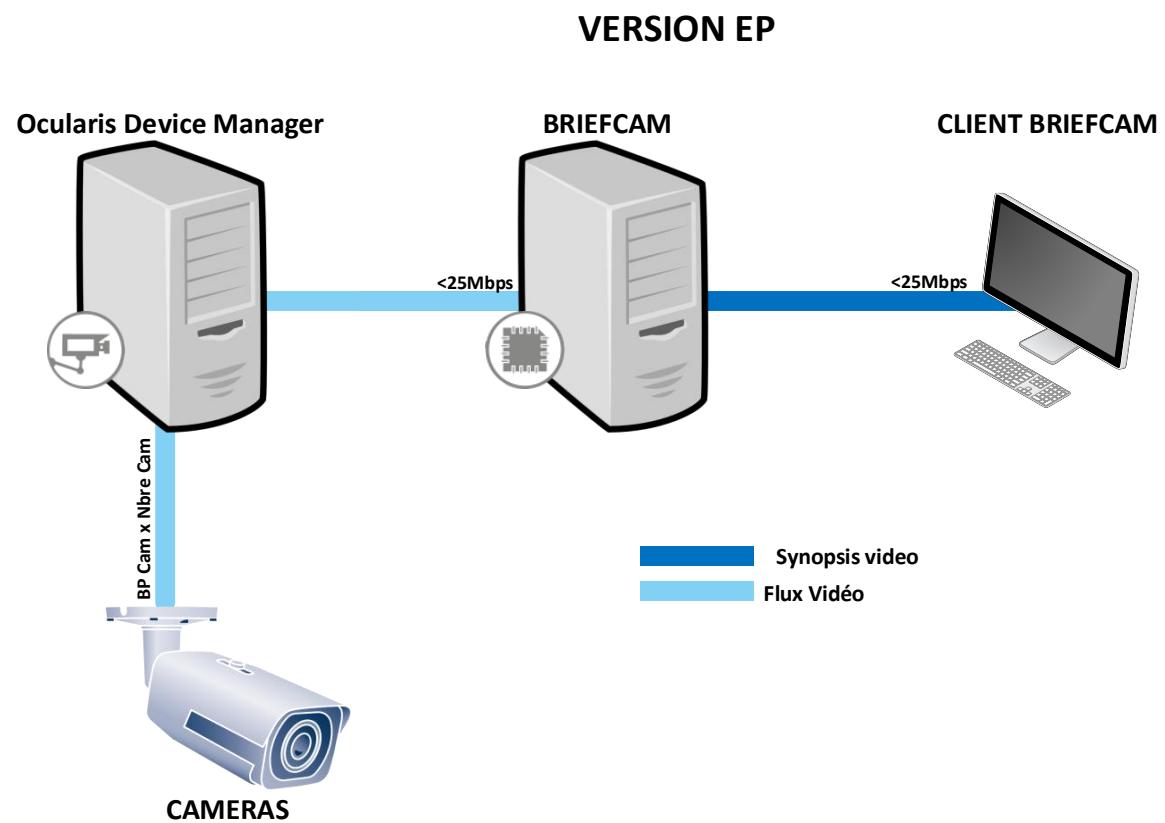 VERSION EP
Ocularis Device Manager
BRIEFCAM
CLIENT BRIEFCAM
<25Mbps
<25Mbps
BP Cam x Nbre Cam
Synopsis video
Flux Vidéo
CAMERAS